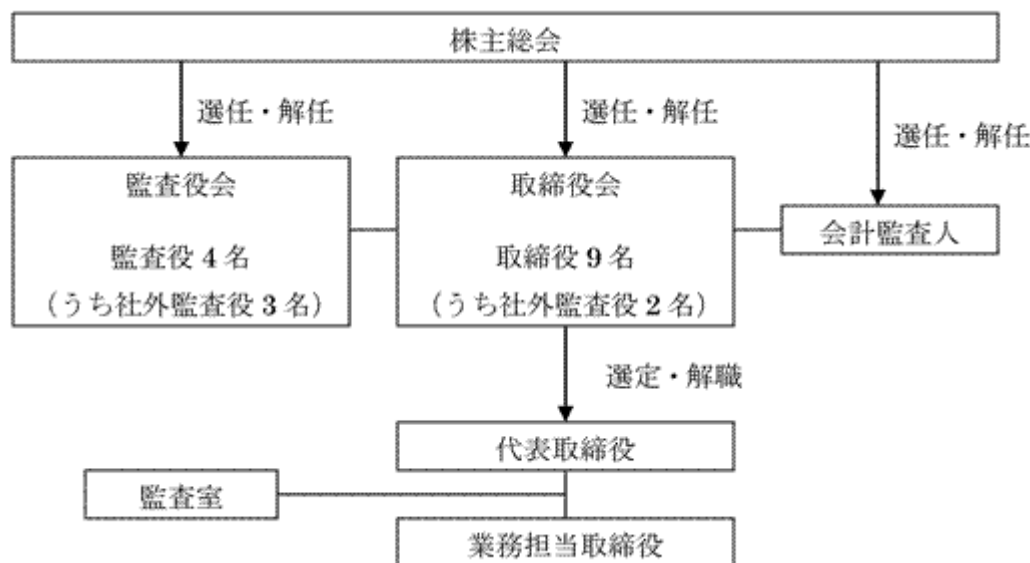 株主総会
選任・解任
選任・解任
選任・解任
監査役会
監査役 4 名
（うち社外監査役 3 名）
取締役会
取締役 9 名
（うち社外監査役 2 名）
会計監査人
選定・解職
代表取締役
監査室
業務担当取締役